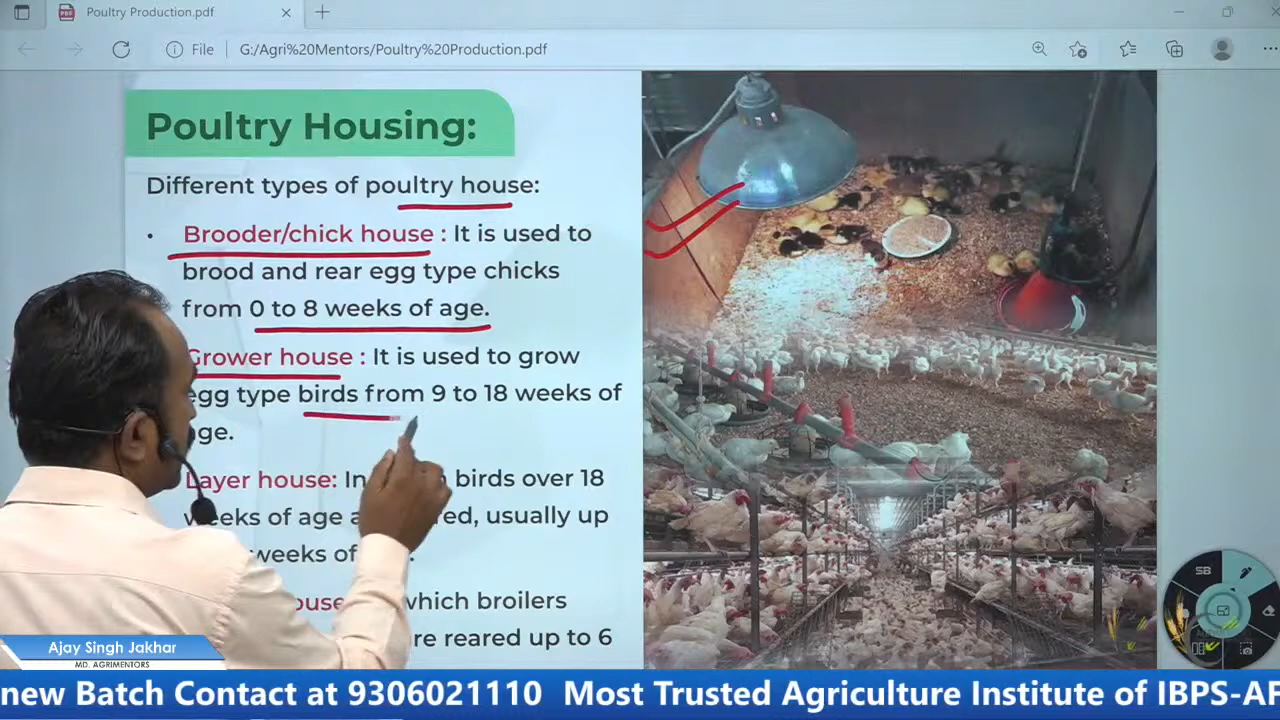 Poultry Production.pdf
File
G:/Agri%20Mentors/Poultry%20Production.pdf
Poultry Housing:
Different types of poultry house:
• Brooder/chick house : It is used to
brood and rear egg type chicks
from 0 to 8 weeks of age.
Grower house : It is used to grow
egg type birds from 9 to 18 weeks of
age.
Layer house: In birds over 18
weeks of age usually up
weeks of
which broilers
reared up to 6
SB
Ajay Singh Jakhar
MD. AGRIMENTORS
new Batch Contact at 9306021110 Most Trusted Agriculture Institute of IBPS-AF